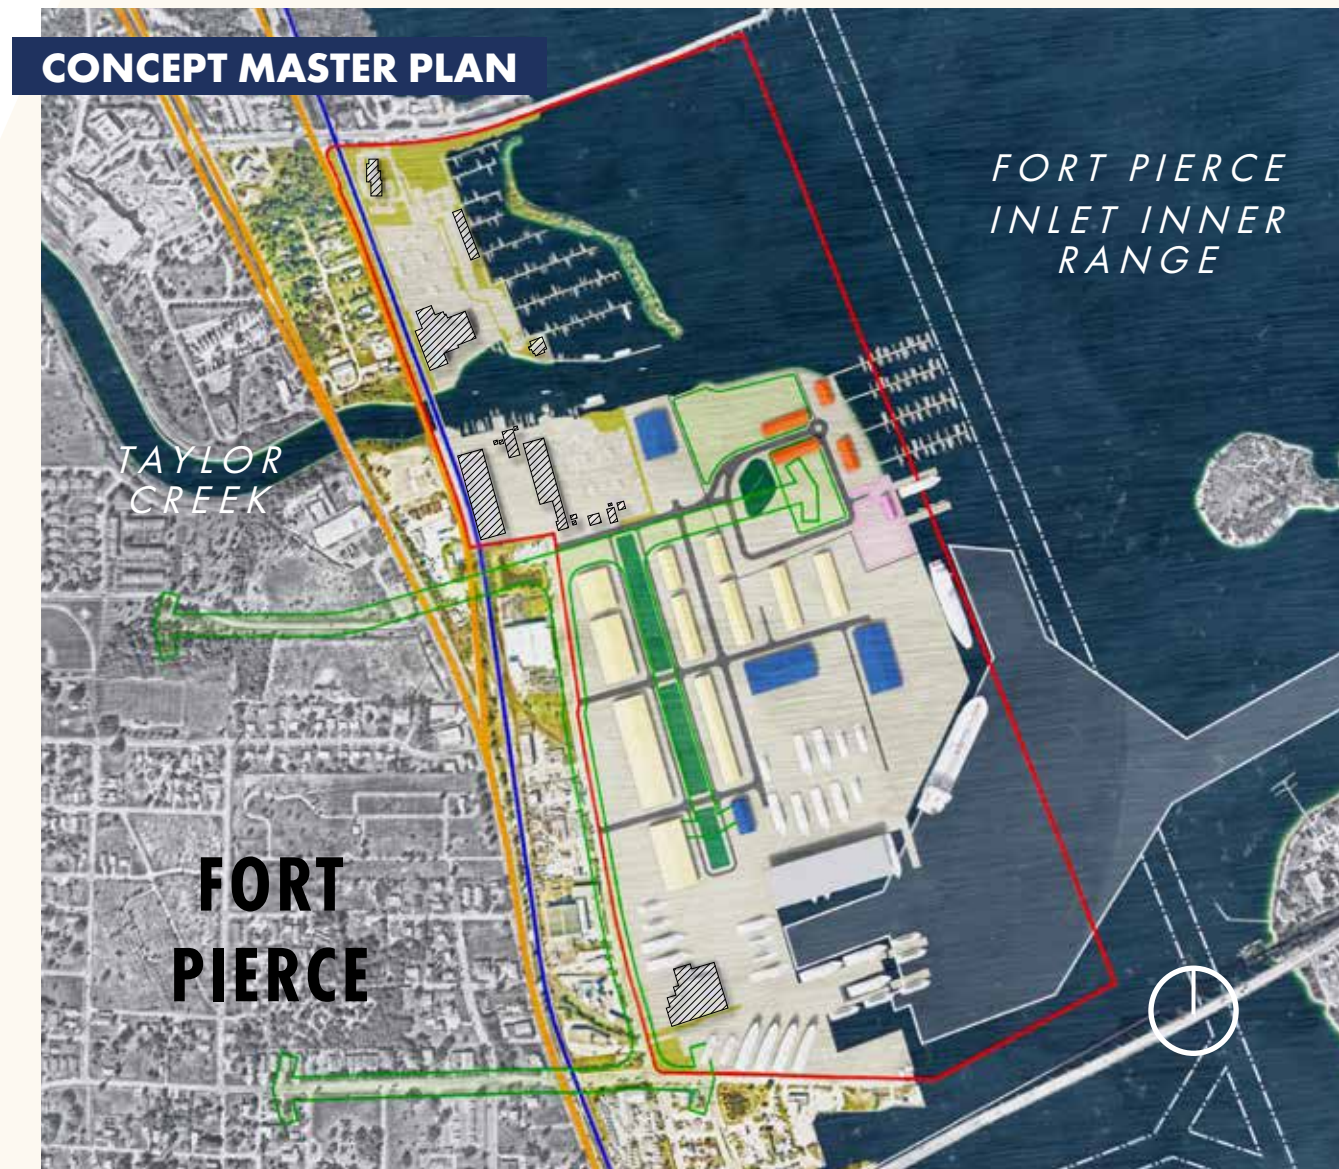 CONCEPT MASTER PLAN
FORT PIERCE
INLET INNER
RANGE
TAYLOR
CREEK
FORT
PIERCE